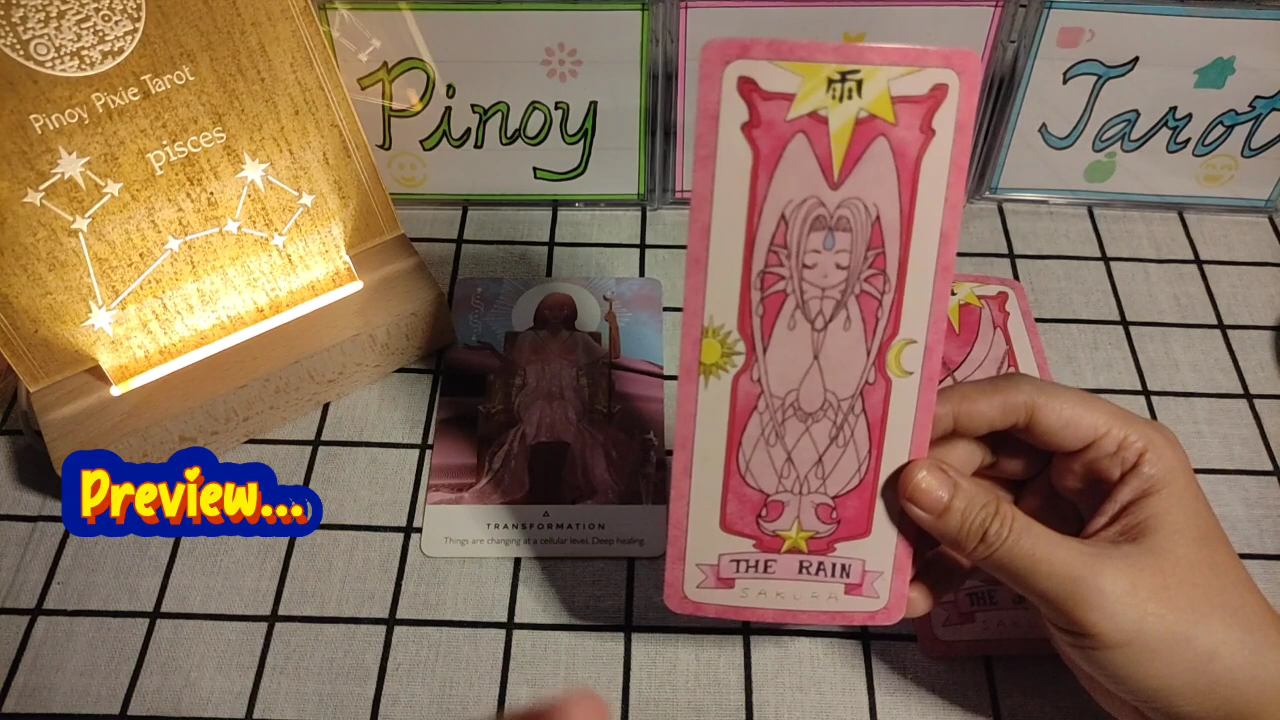 Pinoy Pixie Tarot
pisces
Pinoy
Tarot
雨
THE RAIN
SAKURA
TRANSFORMATION
Things are changing at a cellular level. Deep healing.
Preview...
THE